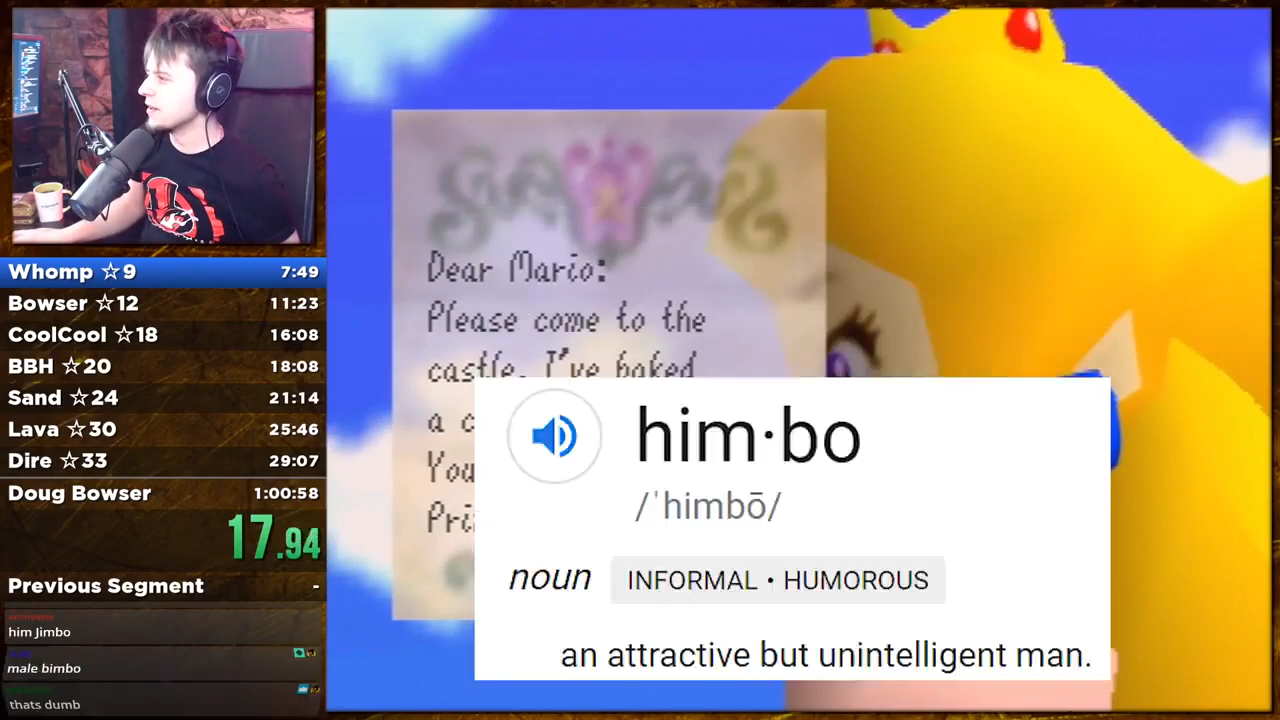 Whomp ☆9 7:49
Bowser ☆12 11:23
CoolCool ☆18 16:08
BBH ☆20 18:08
Sand ☆24 21:14
Lava ☆30 25:46
Dire ☆33 29:07
Doug Bowser 1:00:58
17.94
Previous Segment -
him Jimbo
male bimbo
thats dumb
Dear Mario:
Please come to the
castle. I've baked
a c
You
Pri
him·bo
/ˈhimbō/
noun INFORMAL • HUMOROUS
an attractive but unintelligent man.